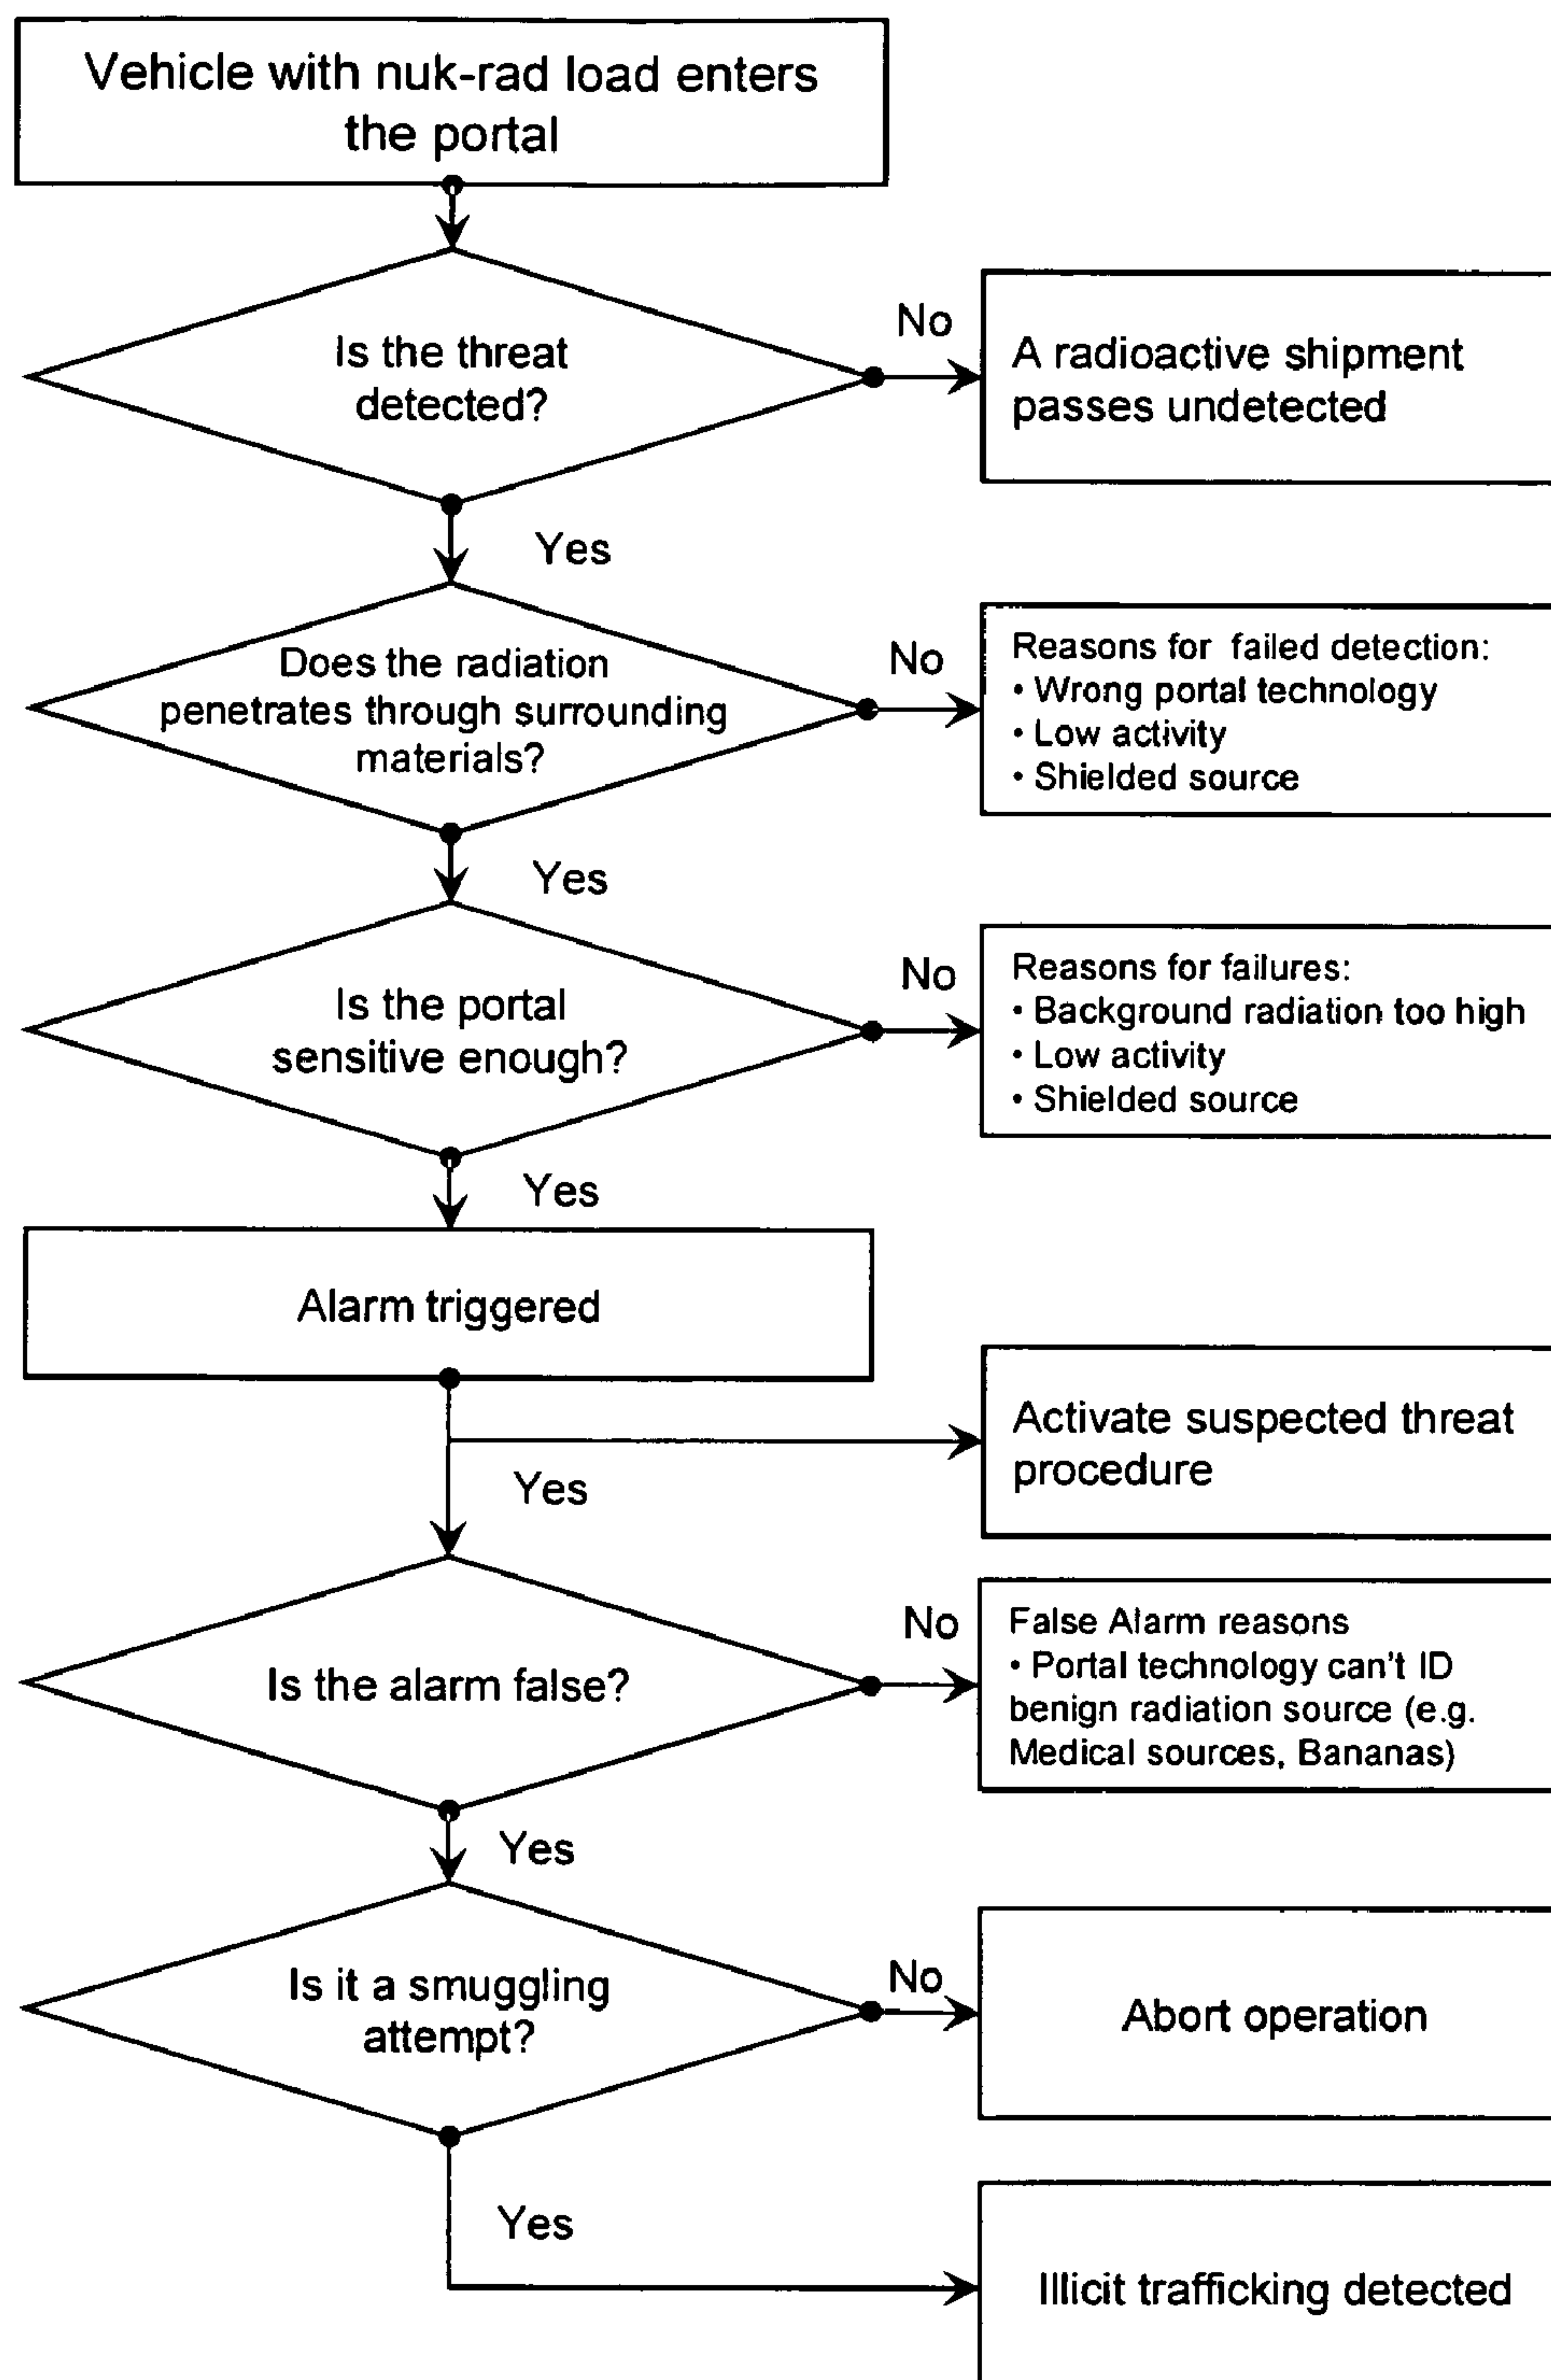 Vehicle with nuk-rad load enters
the portal
Is the threat
detected?
No
A radioactive shipment
passes undetected
Yes
Does the radiation
penetrates through surrounding
materials?
No
Reasons for failed detection:
• Wrong portal technology
• Low activity
• Shielded source
Yes
Is the portal
sensitive enough?
No
Reasons for failures:
• Background radiation too high
• Low activity
• Shielded source
Yes
Alarm triggered
Activate suspected threat
procedure
Yes
Is the alarm false?
No
False Alarm reasons
• Portal technology can't ID
benign radiation source (e.g.
Medical sources, Bananas)
Yes
Is it a smuggling
attempt?
No
Abort operation
Yes
Illicit trafficking detected